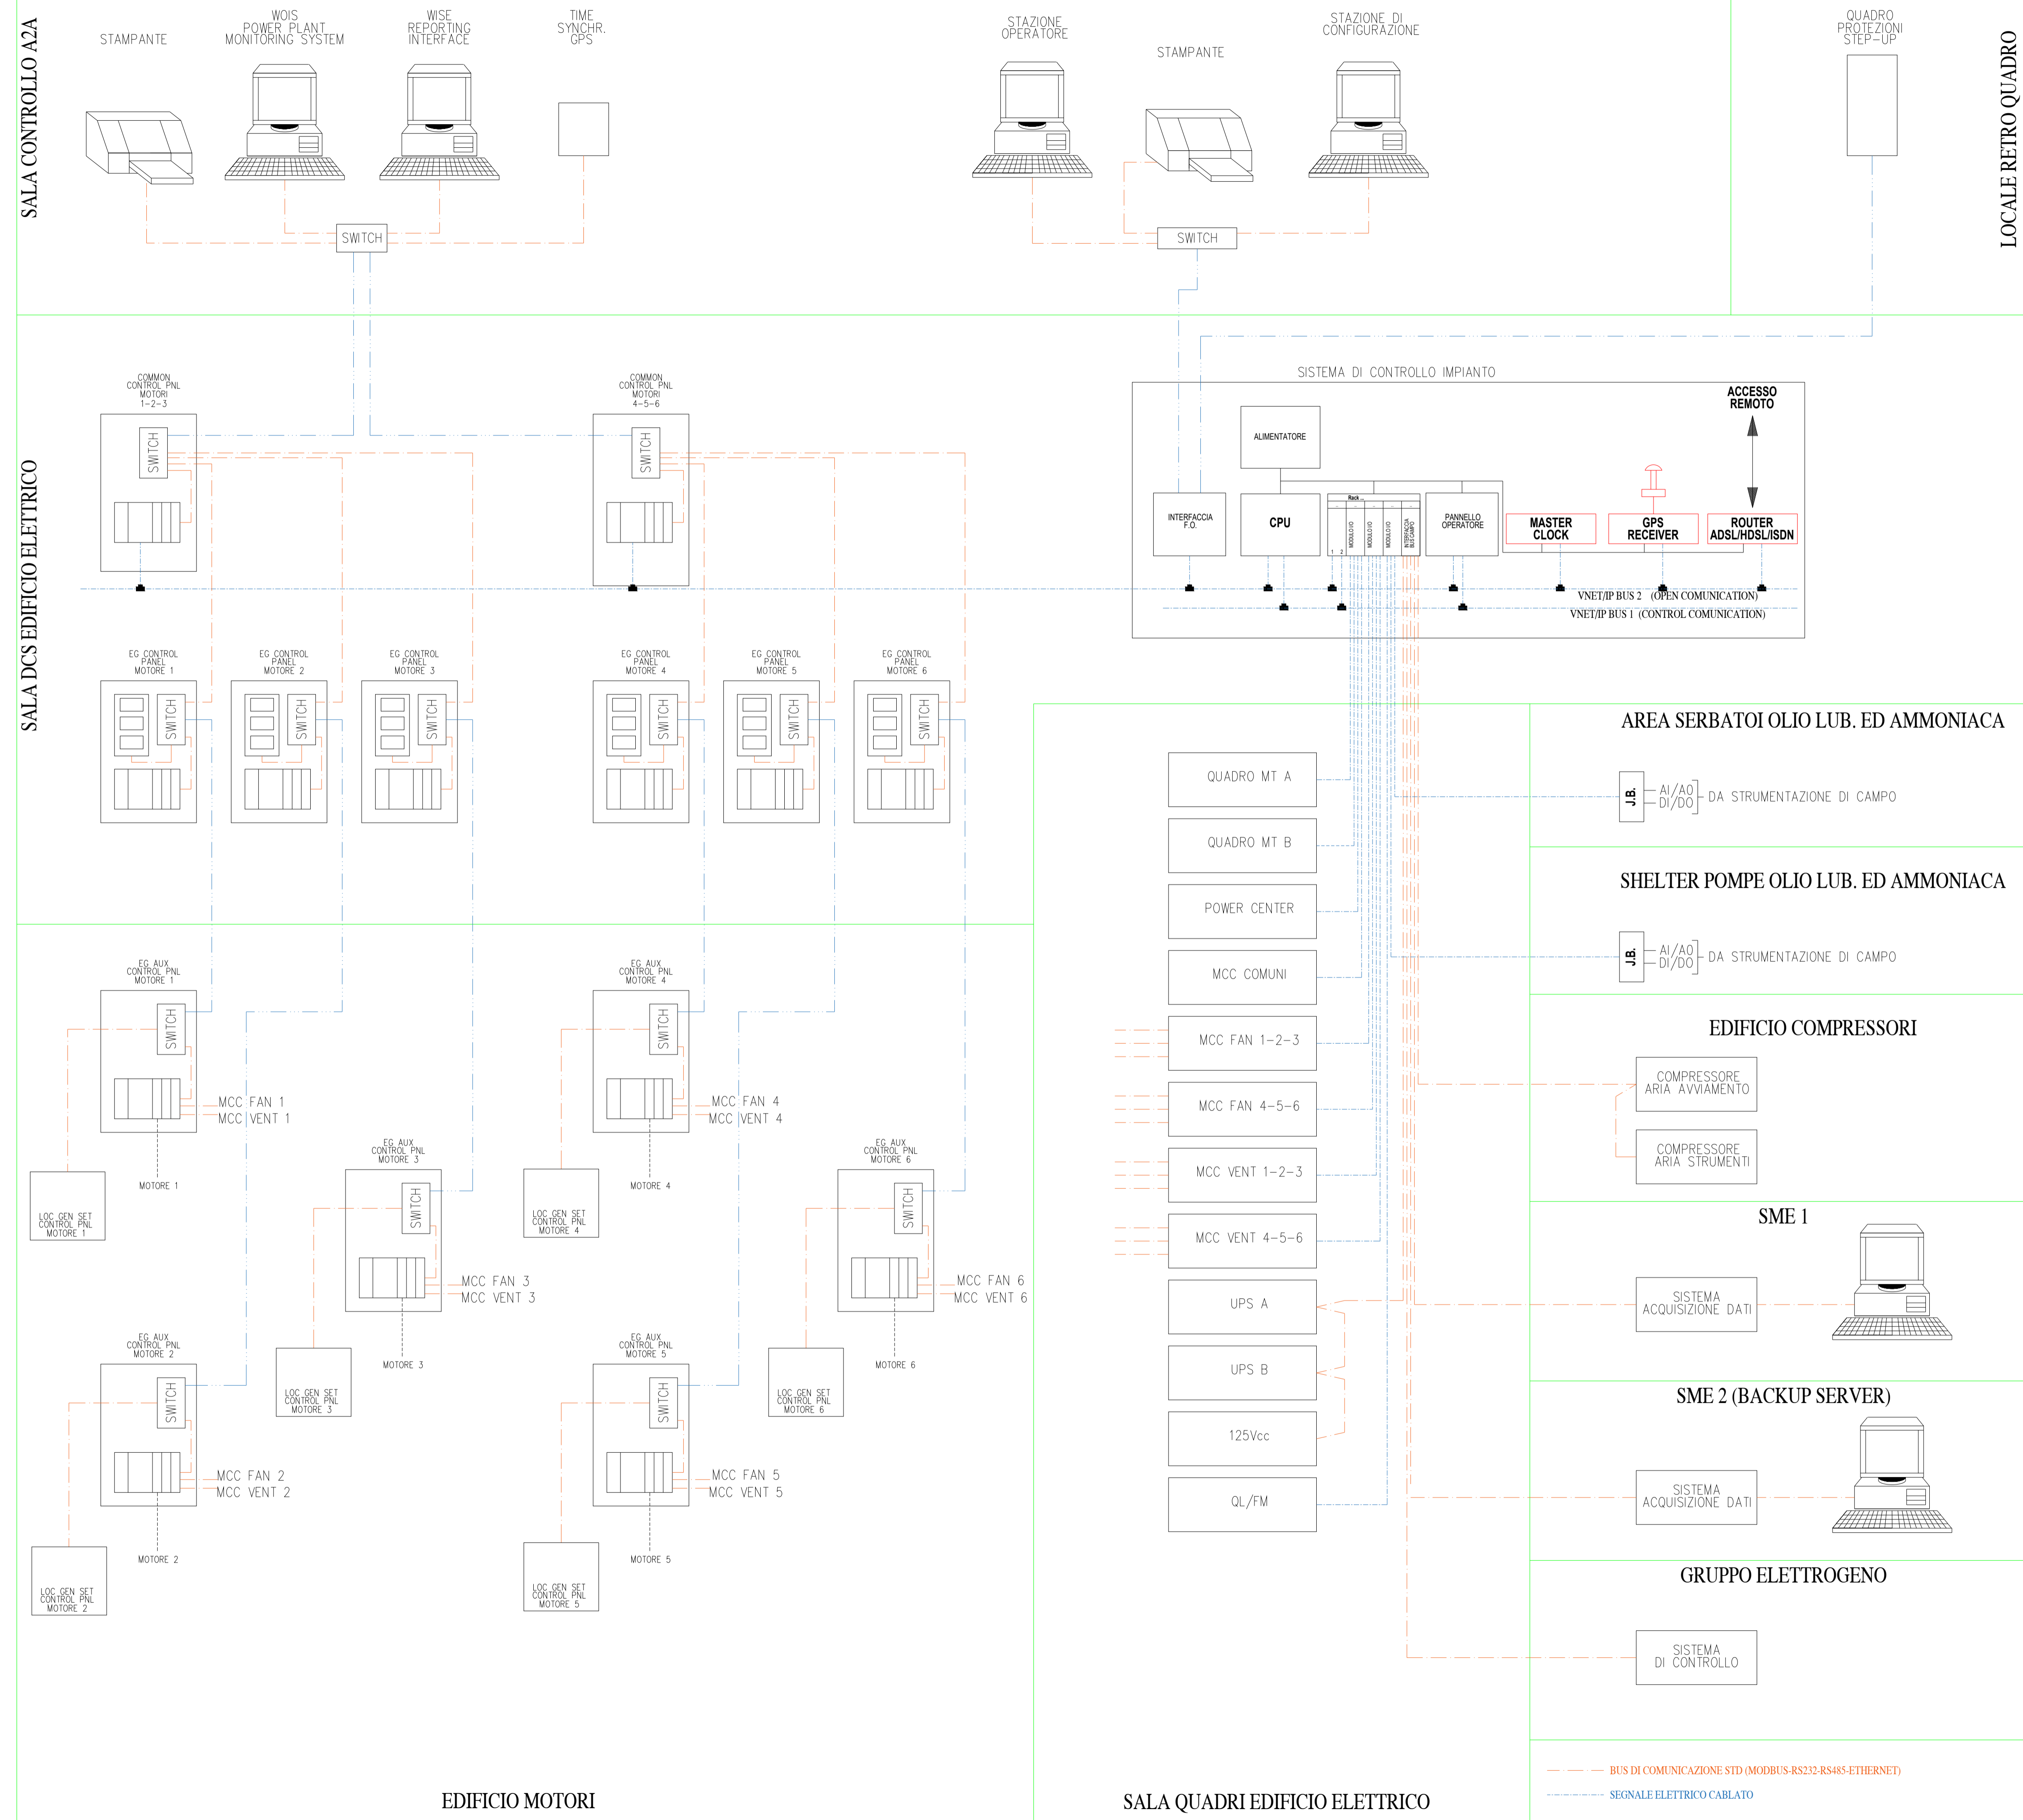 SALA CONTROLLO A2A
STAMPANTE
WOIS
POWER PLANT
MONITORING SYSTEM
WISE
REPORTING
INTERFACE
TIME
SYNCHR.
GPS
SWITCH
STAZIONE
OPERATORE
STAMPANTE
STAZIONE DI
CONFIGURAZIONE
SWITCH
QUADRO
PROTEZIONI
STEP-UP
LOCALE RETRO QUADRO
SALA DCS EDIFICIO ELETTRICO
COMMON
CONTROL PNL
MOTORI
1-2-3
SWITCH
COMMON
CONTROL PNL
MOTORI
4-5-6
SWITCH
SISTEMA DI CONTROLLO IMPIANTO
ACCESSO
REMOTO
ALIMENTATORE
INTERFACCIA
F.O.
CPU
Rack ...
1
2
MODULO I/O
MODULO I/O
MODULO I/O
INTERFACCIA
BUS CAMPO
PANNELLO
OPERATORE
MASTER
CLOCK
GPS
RECEIVER
ROUTER
ADSL/HDSL/ISDN
VNET/IP BUS 2 (OPEN COMUNICATION)
VNET/IP BUS 1 (CONTROL COMUNICATION)
EG CONTROL
PANEL
MOTORE 1
SWITCH
EG CONTROL
PANEL
MOTORE 2
SWITCH
EG CONTROL
PANEL
MOTORE 3
SWITCH
EG CONTROL
PANEL
MOTORE 4
SWITCH
EG CONTROL
PANEL
MOTORE 5
SWITCH
EG CONTROL
PANEL
MOTORE 6
SWITCH
EG AUX
CONTROL PNL
MOTORE 1
SWITCH
MCC FAN 1
MCC VENT 1
MOTORE 1
LOC GEN SET
CONTROL PNL
MOTORE 1
EG AUX
CONTROL PNL
MOTORE 3
SWITCH
MCC FAN 3
MCC VENT 3
MOTORE 3
LOC GEN SET
CONTROL PNL
MOTORE 3
EG AUX
CONTROL PNL
MOTORE 2
SWITCH
MCC FAN 2
MCC VENT 2
MOTORE 2
LOC GEN SET
CONTROL PNL
MOTORE 2
EG AUX
CONTROL PNL
MOTORE 4
SWITCH
MCC FAN 4
MCC VENT 4
MOTORE 4
LOC GEN SET
CONTROL PNL
MOTORE 4
EG AUX
CONTROL PNL
MOTORE 6
SWITCH
MCC FAN 6
MCC VENT 6
MOTORE 6
LOC GEN SET
CONTROL PNL
MOTORE 6
EG AUX
CONTROL PNL
MOTORE 5
SWITCH
MCC FAN 5
MCC VENT 5
MOTORE 5
LOC GEN SET
CONTROL PNL
MOTORE 5
EDIFICIO MOTORI
QUADRO MT A
QUADRO MT B
POWER CENTER
MCC COMUNI
MCC FAN 1-2-3
MCC FAN 4-5-6
MCC VENT 1-2-3
MCC VENT 4-5-6
UPS A
UPS B
125Vcc
QL/FM
SALA QUADRI EDIFICIO ELETTRICO
AREA SERBATOI OLIO LUB. ED AMMONIACA
J.B.
AI/AO
DI/DO
DA STRUMENTAZIONE DI CAMPO
SHELTER POMPE OLIO LUB. ED AMMONIACA
J.B.
AI/AO
DI/DO
DA STRUMENTAZIONE DI CAMPO
EDIFICIO COMPRESSORI
COMPRESSORE
ARIA AVVIAMENTO
COMPRESSORE
ARIA STRUMENTI
SME 1
SISTEMA
ACQUISIZIONE DATI
SME 2 (BACKUP SERVER)
SISTEMA
ACQUISIZIONE DATI
GRUPPO ELETTROGENO
SISTEMA
DI CONTROLLO
BUS DI COMUNICAZIONE STD (MODBUS-RS232-RS485-ETHERNET)
SEGNALE ELETTRICO CABLATO